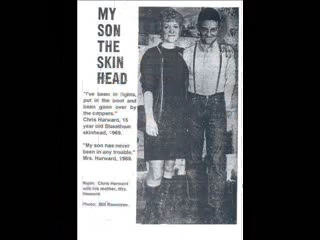 MY
SON
THE
SKIN
HEAD
"I've been in fights,
put in the boot and
been gone over by
the coppers."
Chris Harward, 15
year old Streatham
skinhead, 1969.
"My son has never
been in any trouble."
Mrs. Harward, 1969.
Right: Chris Harward
with his mother, Mrs.
Harward.
Photo: Bill